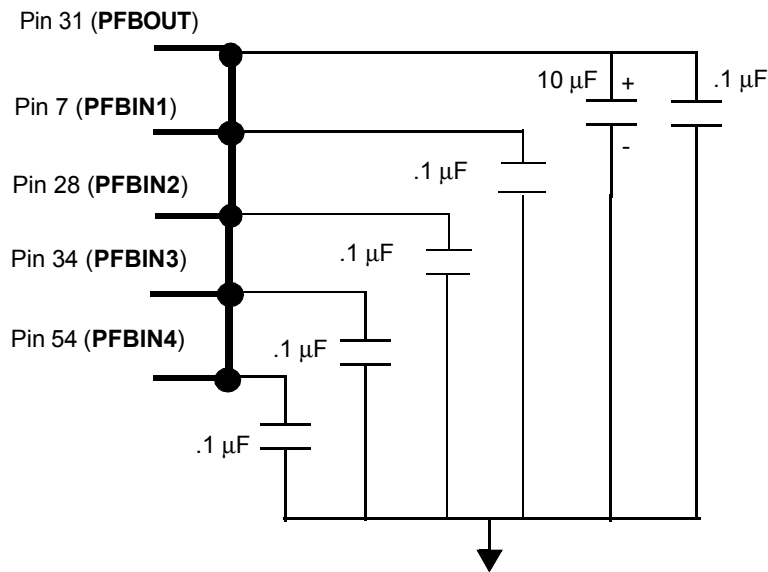 Pin 31 (PFBOUT)
10 μF
+
-
.1 μF
Pin 7 (PFBIN1)
.1 μF
Pin 28 (PFBIN2)
.1 μF
Pin 34 (PFBIN3)
.1 μF
Pin 54 (PFBIN4)
.1 μF